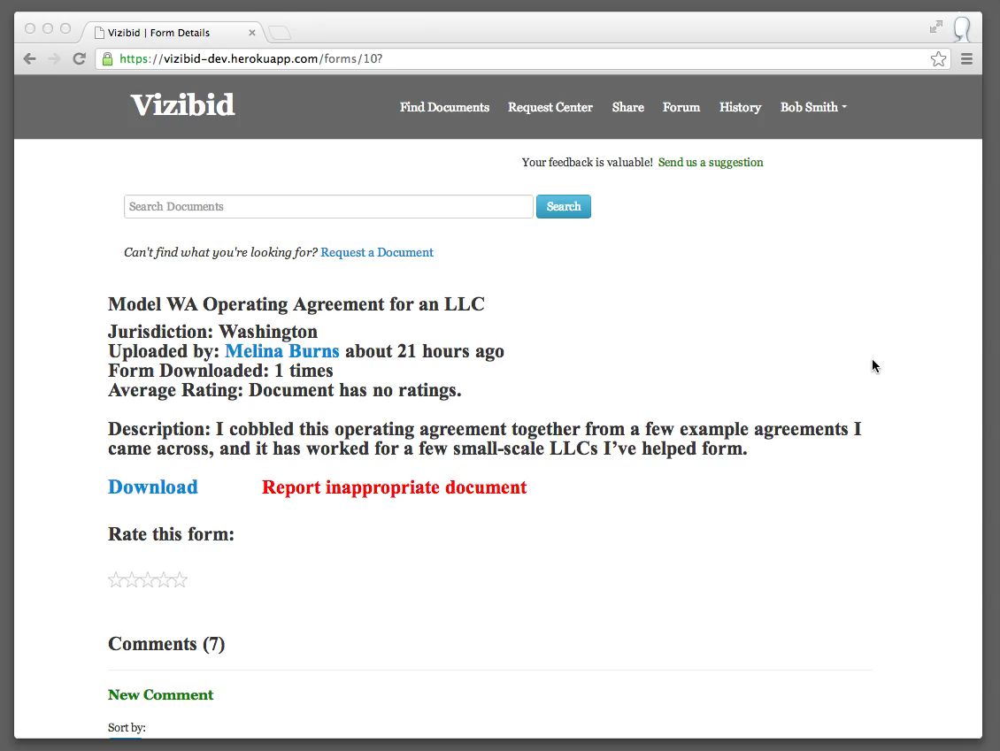 Vizibid | Form Details
https://vizibid-dev.herokuapp.com/forms/10?
Vizibid
Find Documents Request Center Share Forum History Bob Smith
Your feedback is valuable! Send us a suggestion
Search Documents Search
Can't find what you're looking for? Request a Document
Model WA Operating Agreement for an LLC
Jurisdiction: Washington
Uploaded by: Melina Burns about 21 hours ago
Form Downloaded: 1 times
Average Rating: Document has no ratings.
Description: I cobbled this operating agreement together from a few example agreements I
came across, and it has worked for a few small-scale LLCs I’ve helped form.
Download Report inappropriate document
Rate this form:
Comments (7)
New Comment
Sort by: